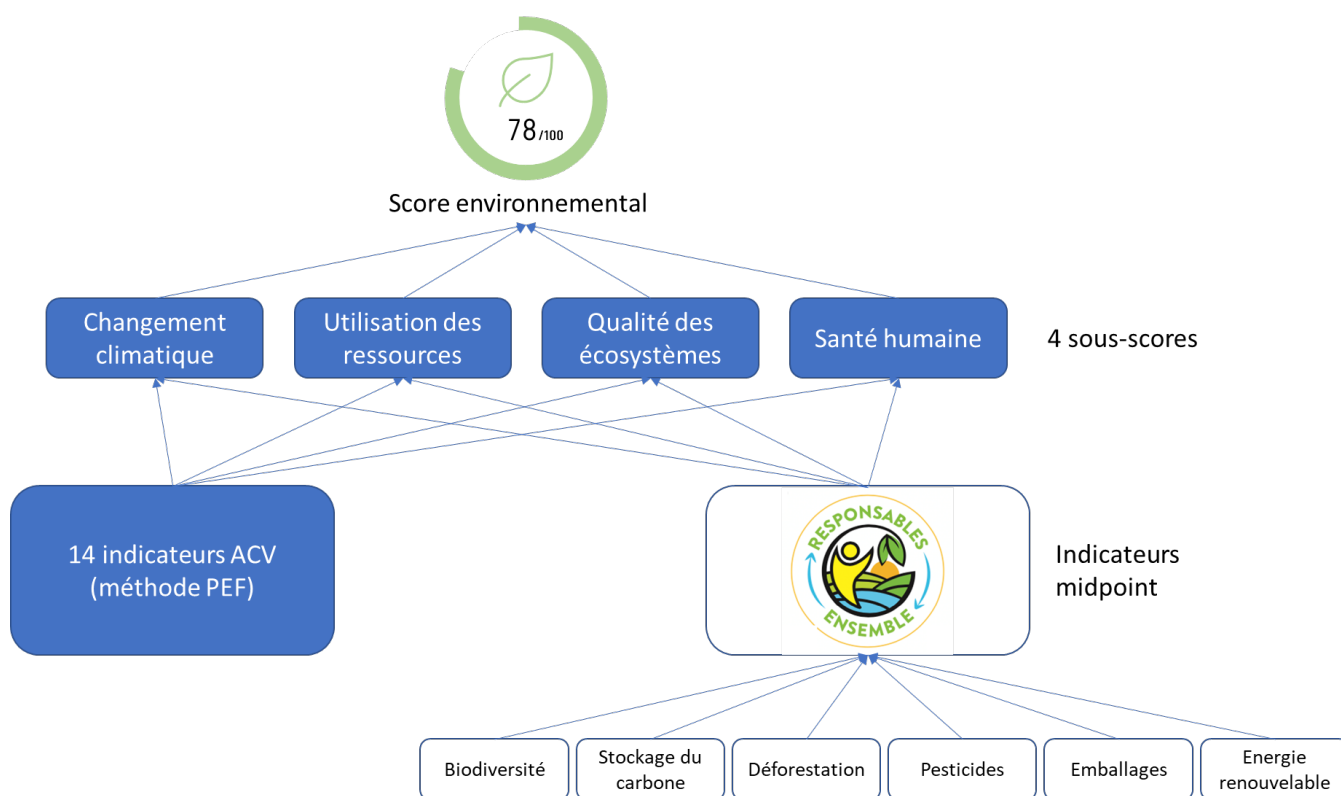 78/100
Score environnemental
Changement
climatique
Utilisation des
ressources
Qualité des
écosystèmes
Santé humaine
4 sous-scores
14 indicateurs ACV
(méthode PEF)
RESPONSABLES
ENSEMBLE
Indicateurs
midpoint
Biodiversité
Stockage du
carbone
Déforestation
Pesticides
Emballages
Energie
renouvelable